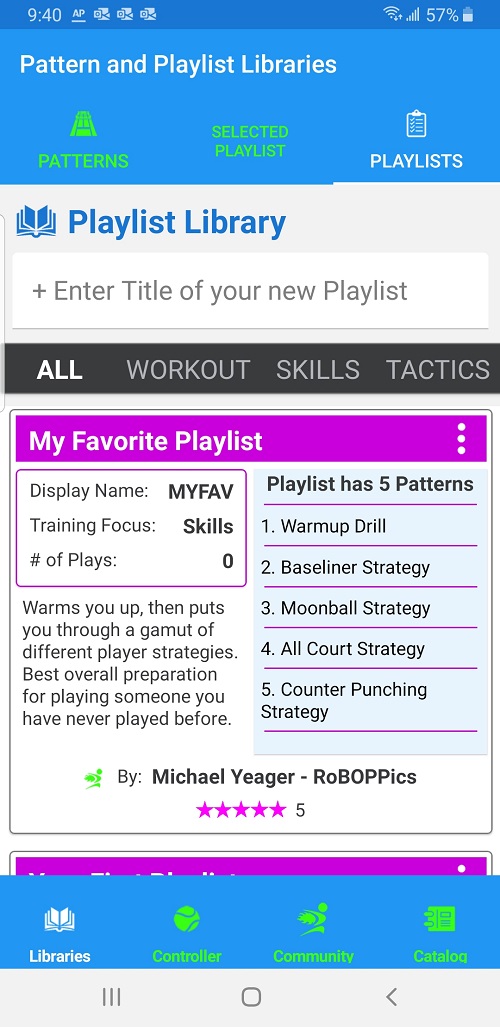 9:40 AP 57%
Pattern and Playlist Libraries
PATTERNS
SELECTED
PLAYLIST
PLAYLISTS
Playlist Library
+ Enter Title of your new Playlist
ALL WORKOUT SKILLS TACTICS
My Favorite Playlist
Display Name: MYFAV
Training Focus: Skills
# of Plays: 0
Warms you up, then puts
you through a gamut of
different player strategies.
Best overall preparation
for playing someone you
have never played before.
Playlist has 5 Patterns
1. Warmup Drill
2. Baseliner Strategy
3. Moonball Strategy
4. All Court Strategy
5. Counter Punching
Strategy
By: Michael Yeager - RoBOPPics
★★★★★ 5
Your First Playlist
Libraries Controller Community Catalog